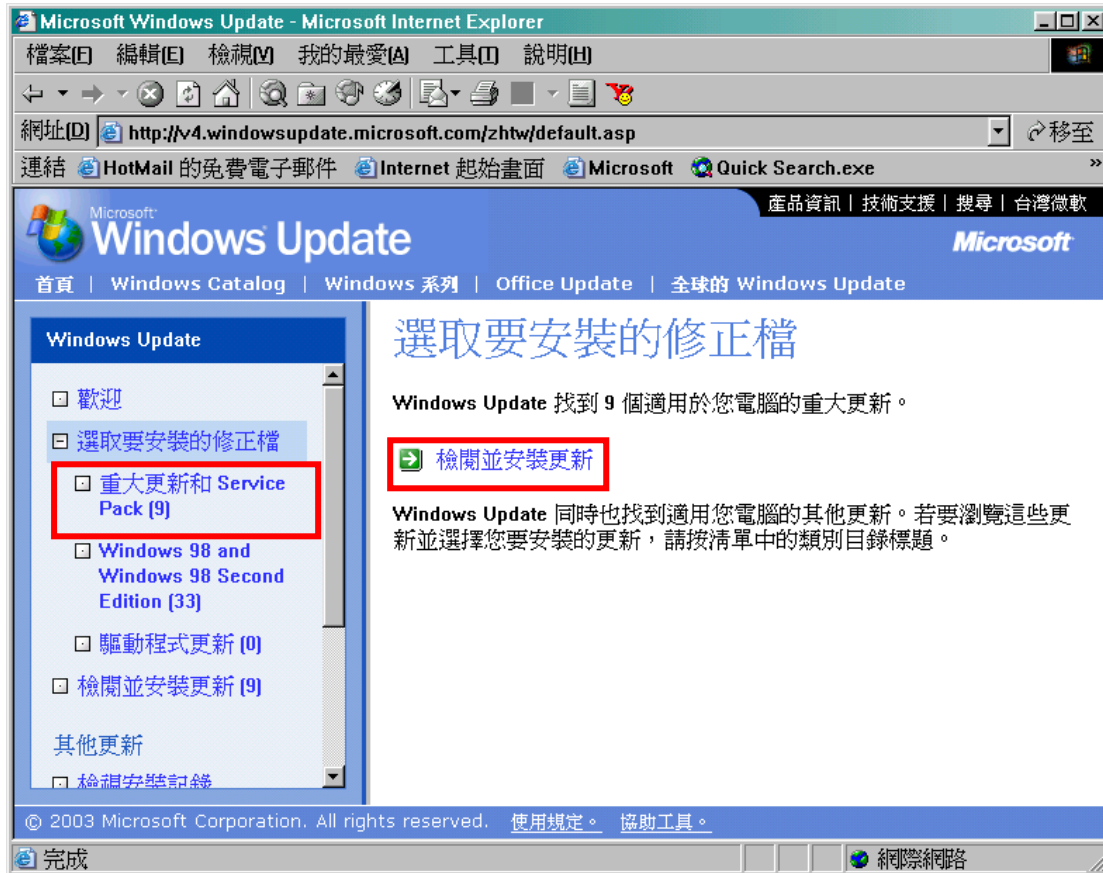 Microsoft Windows Update - Microsoft Internet Explorer
檔案(F) 編輯(E) 檢視(V) 我的最愛(A) 工具(T) 說明(H)
網址(D) http://v4.windowsupdate.microsoft.com/zhtw/default.asp 移至
連結 HotMail 的免費電子郵件 Internet 起始畫面 Microsoft Quick Search.exe »
產品資訊 | 技術支援 | 搜尋 | 台灣微軟
Microsoft
Windows Update
Microsoft
首頁 | Windows Catalog | Windows 系列 | Office Update | 全球的 Windows Update
Windows Update
歡迎
選取要安裝的修正檔
重大更新和 Service
Pack (9)
Windows 98 and
Windows 98 Second
Edition (33)
驅動程式更新 (0)
檢閱並安裝更新 (9)
其他更新
檢視安裝記錄
選取要安裝的修正檔
Windows Update 找到 9 個適用於您電腦的重大更新。
檢閱並安裝更新
Windows Update 同時也找到適用您電腦的其他更新。若要瀏覽這些更
新並選擇您要安裝的更新，請按清單中的類別目錄標題。
© 2003 Microsoft Corporation. All rights reserved. 使用規定。 協助工具。
完成 網際網路